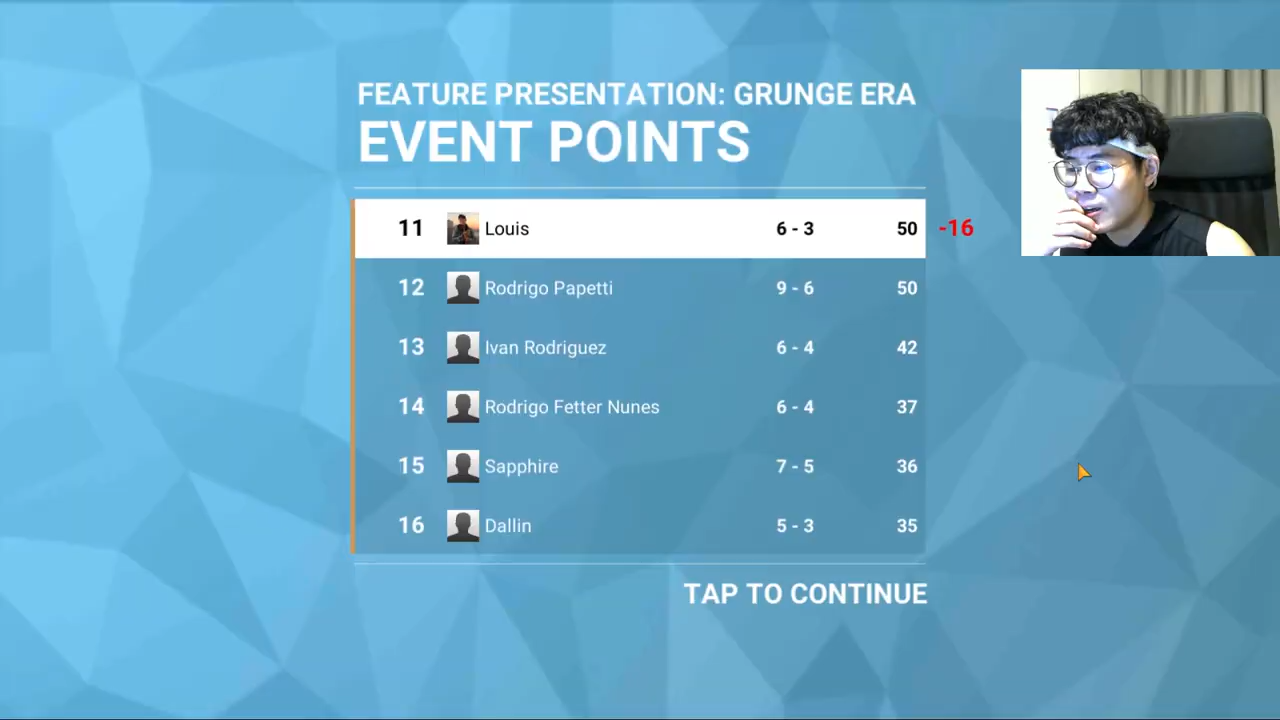 FEATURE PRESENTATION: GRUNGE ERA
EVENT POINTS
11 Louis 6 - 3 50 -16
12 Rodrigo Papetti 9 - 6 50
13 Ivan Rodriguez 6 - 4 42
14 Rodrigo Fetter Nunes 6 - 4 37
15 Sapphire 7 - 5 36
16 Dallin 5 - 3 35
TAP TO CONTINUE